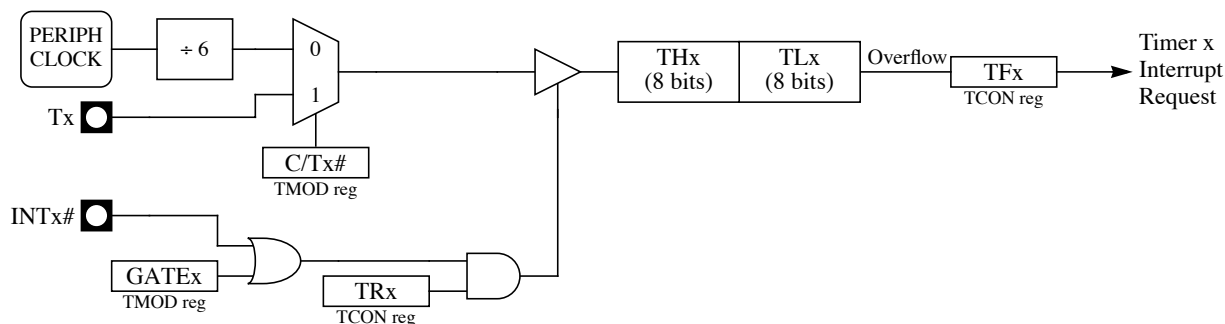 PERIPH
CLOCK
÷ 6
0
1
Tx
C/Tx#
TMOD reg
THx
(8 bits)
TLx
(8 bits)
Overflow
TFx
TCON reg
Timer x
Interrupt
Request
INTx#
GATEx
TMOD reg
TRx
TCON reg